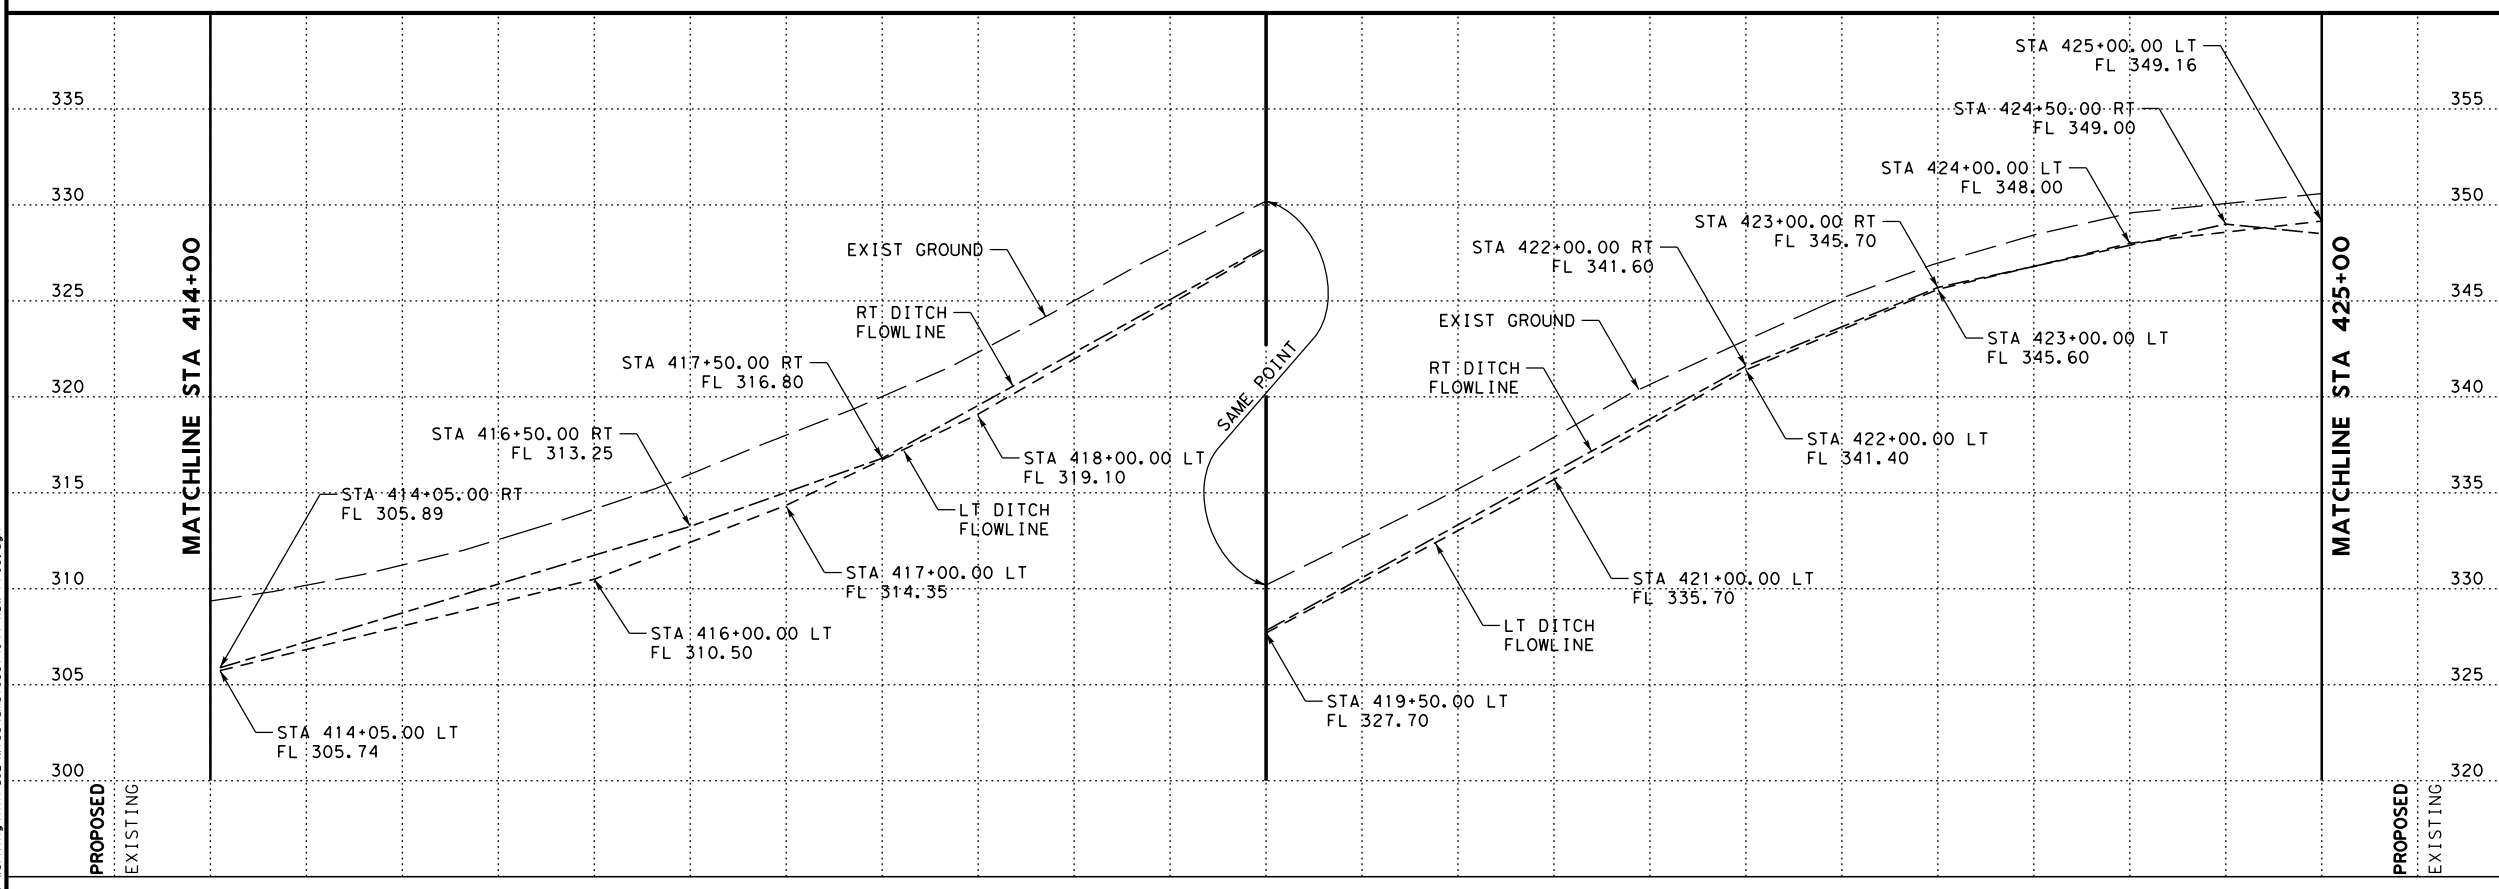 335
330
325
320
315
310
305
300
PROPOSED
EXISTING
MATCHLINE STA 414+00
STA 414+05.00 RT
FL 305.89
STA 414+05.00 LT
FL 305.74
STA 416+50.00 RT
FL 313.25
STA 416+00.00 LT
FL 310.50
STA 417+50.00 RT
FL 316.80
STA 417+00.00 LT
FL 314.35
EXIST GROUND
RT DITCH
FLOWLINE
LT DITCH
FLOWLINE
STA 418+00.00 LT
FL 319.10
SAME POINT
STA 419+50.00 LT
FL 327.70
EXIST GROUND
RT DITCH
FLOWLINE
LT DITCH
FLOWLINE
STA 421+00.00 LT
FL 335.70
STA 422+00.00 RT
FL 341.60
STA 422+00.00 LT
FL 341.40
STA 423+00.00 RT
FL 345.70
STA 423+00.00 LT
FL 345.60
STA 424+00.00 LT
FL 348.00
STA 424+50.00 RT
FL 349.00
STA 425+00.00 LT
FL 349.16
MATCHLINE STA 425+00
355
350
345
340
335
330
325
320
PROPOSED
EXISTING